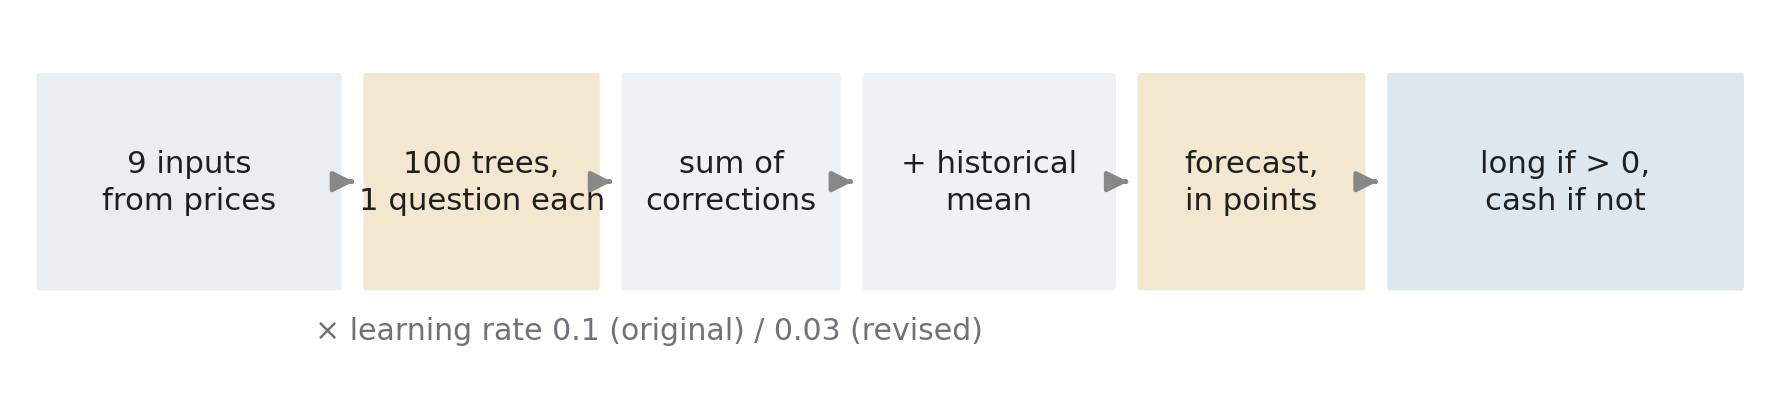 9 inputs
from prices
100 trees,
1 question each
sum of
corrections
+ historical
mean
forecast,
in points
long if > 0,
cash if not
× learning rate 0.1 (original) / 0.03 (revised)